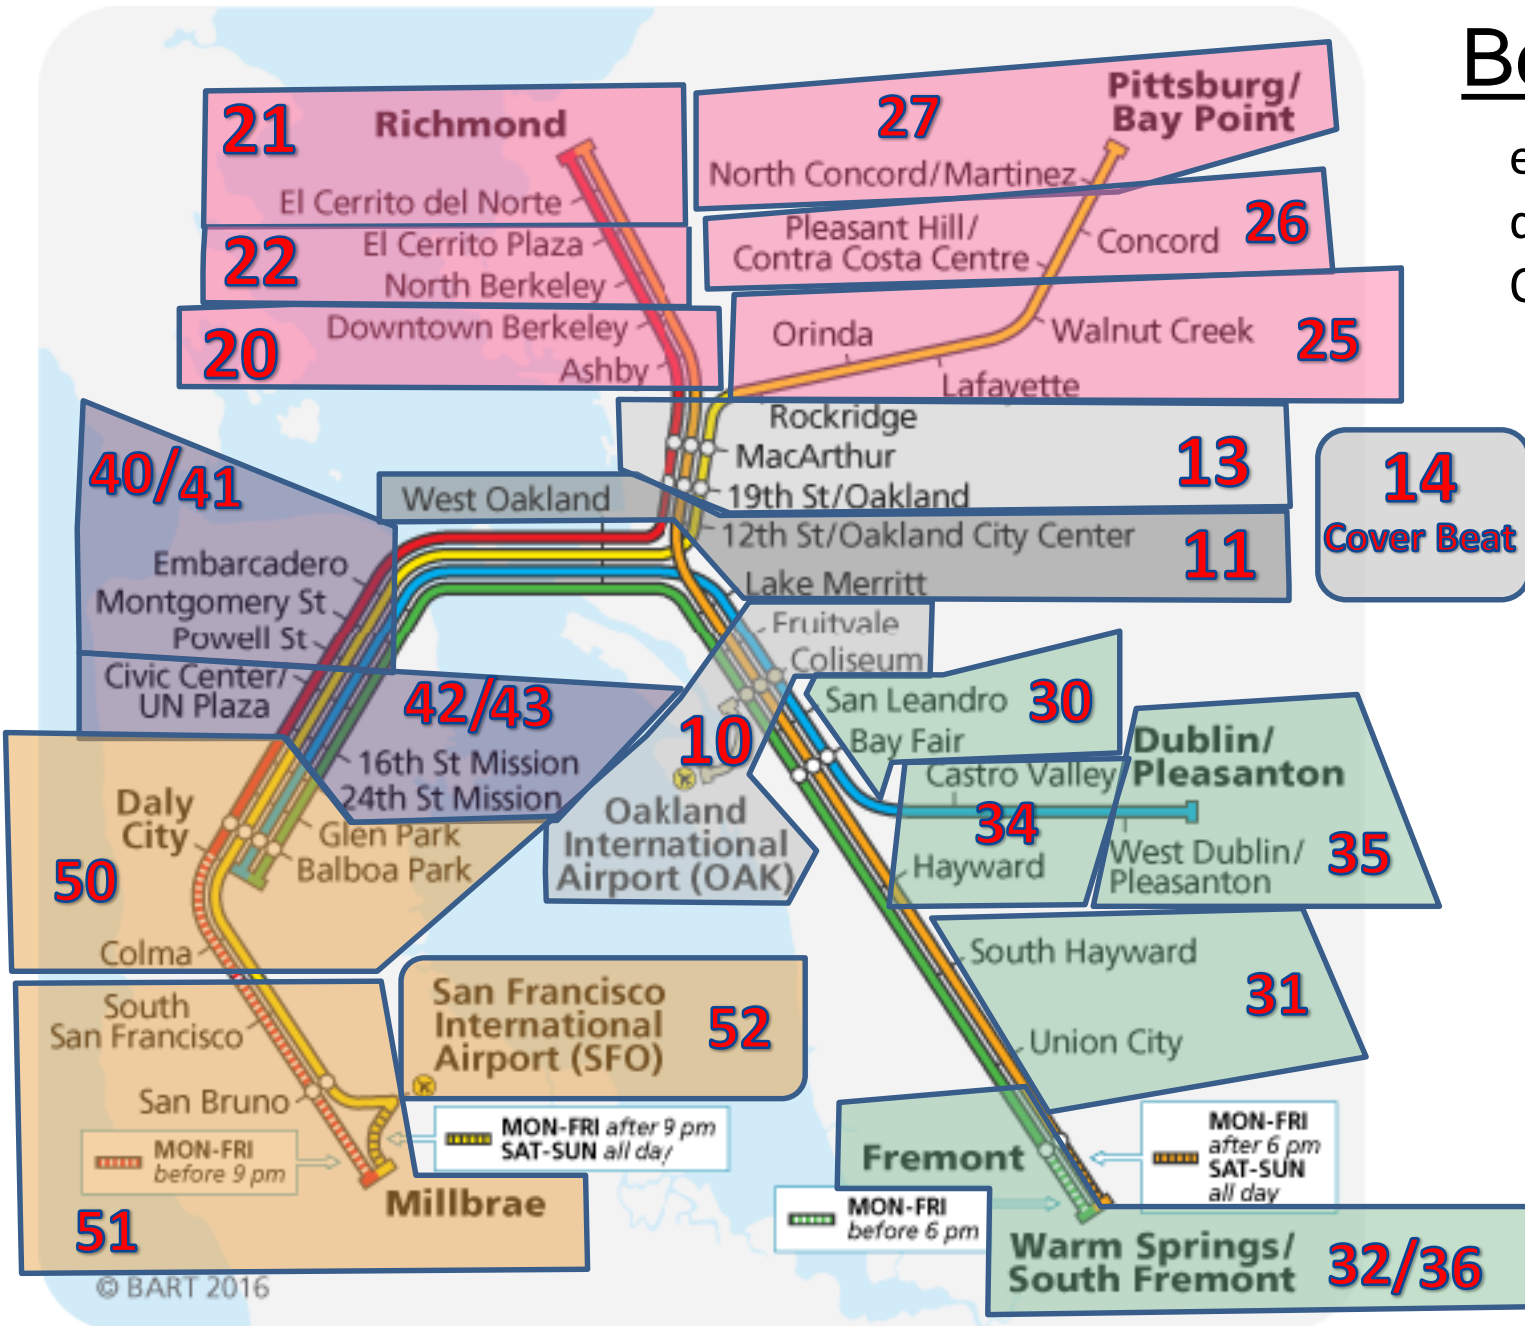 21
Richmond
El Cerrito del Norte
22
El Cerrito Plaza
North Berkeley
20
Downtown Berkeley
Ashby
27
Pittsburg/
Bay Point
North Concord/Martinez
Pleasant Hill/
Contra Costa Centre
Concord
26
Orinda
Walnut Creek
25
Lafayette
Rockridge
MacArthur
13
19th St/Oakland
14
Cover Beat
West Oakland
12th St/Oakland City Center
11
Lake Merritt
40/41
Embarcadero
Montgomery St
Powell St
Civic Center/
UN Plaza
42/43
16th St Mission
24th St Mission
Fruitvale
Coliseum
10
Oakland
International
Airport (OAK)
San Leandro
30
Bay Fair
Castro Valley
34
Hayward
Dublin/
Pleasanton
West Dublin/
Pleasanton
35
Daly
City
Glen Park
Balboa Park
50
Colma
South Hayward
31
Union City
South
San Francisco
San Bruno
San Francisco
International
Airport (SFO)
52
MON-FRI
before 9 pm
MON-FRI after 9 pm
SAT-SUN all day
Millbrae
51
Fremont
MON-FRI
before 6 pm
MON-FRI
after 6 pm
SAT-SUN
all day
Warm Springs/
South Fremont
32/36
© BART 2016